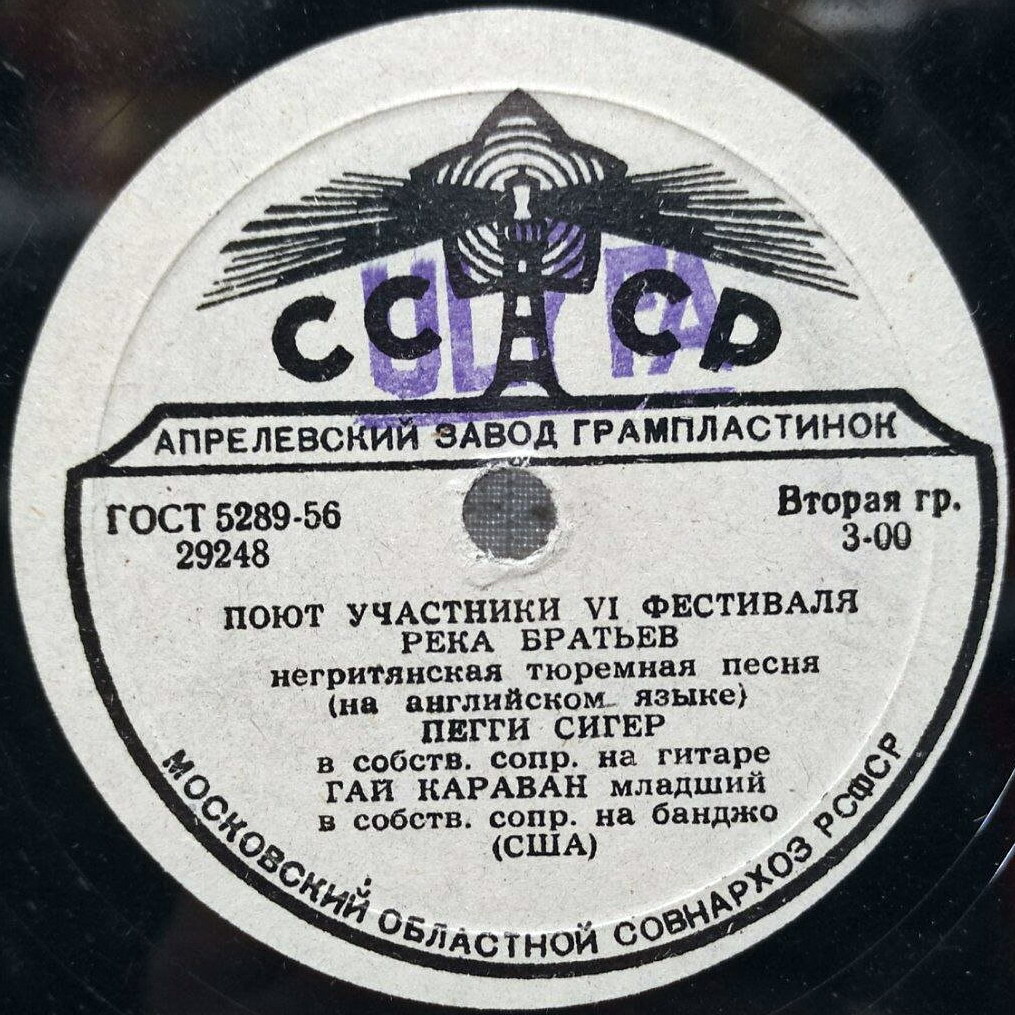 СССР
АПРЕЛЕВСКИЙ ЗАВОД ГРАМПЛАСТИНОК
ГОСТ 5289-56
29248
Вторая гр.
3-00
ПОЮТ УЧАСТНИКИ VI ФЕСТИВАЛЯ
РЕКА БРАТЬЕВ
негритянская тюремная песня
(на английском языке)
ПЕГГИ СИГЕР
в собств. сопр. на гитаре
ГАЙ КАРАВАН младший
в собств. сопр. на банджо
(США)
МОСКОВСКИЙ ОБЛАСТНОЙ СОВНАРХОЗ РСФСР